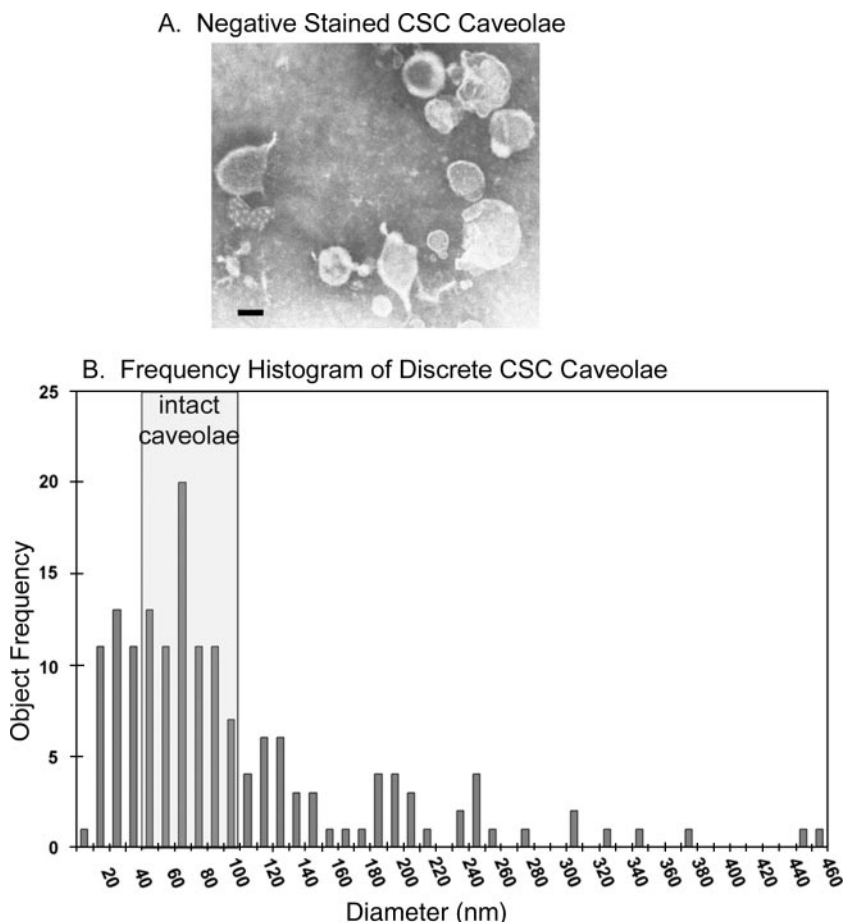 A. Negative Stained CSC Caveolae
B. Frequency Histogram of Discrete CSC Caveolae
25
20
15
10
5
0
Object Frequency
intact
caveolae
20 40 60 80 100 120 140 160 180 200 220 240 260 280 300 320 340 360 380 400 420 440 460
Diameter (nm)